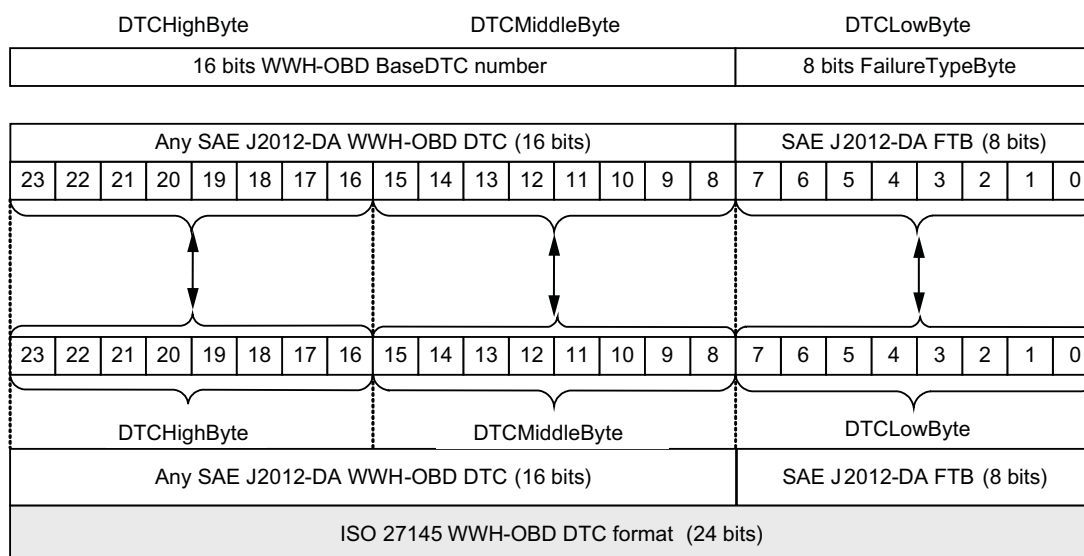 DTCHighByte DTCMiddleByte DTCLowByte
16 bits WWH-OBD BaseDTC number 8 bits FailureTypeByte
Any SAE J2012-DA WWH-OBD DTC (16 bits) SAE J2012-DA FTB (8 bits)
23 22 21 20 19 18 17 16 15 14 13 12 11 10 9 8 7 6 5 4 3 2 1 0
23 22 21 20 19 18 17 16 15 14 13 12 11 10 9 8 7 6 5 4 3 2 1 0
DTCHighByte DTCMiddleByte DTCLowByte
Any SAE J2012-DA WWH-OBD DTC (16 bits) SAE J2012-DA FTB (8 bits)
ISO 27145 WWH-OBD DTC format (24 bits)